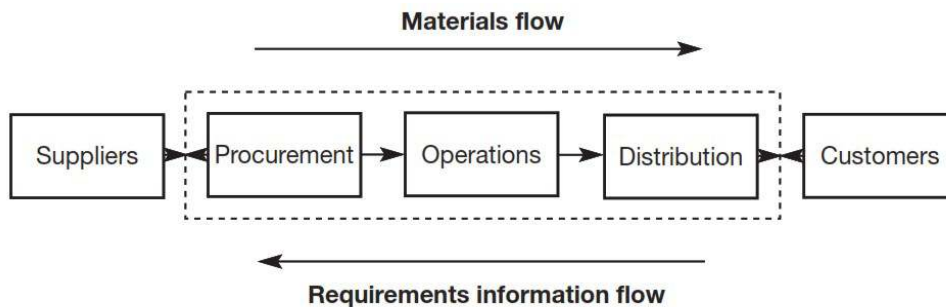 Materials flow
Suppliers
Procurement
Operations
Distribution
Customers
Requirements information flow